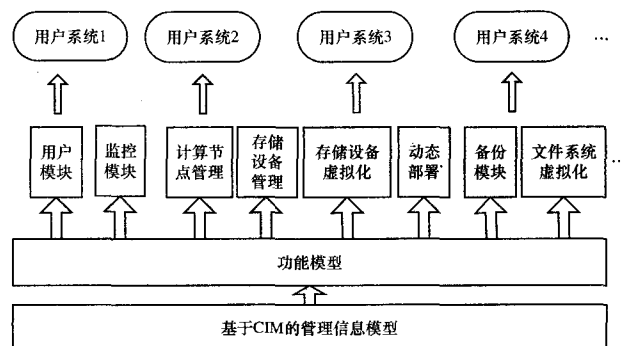 用户系统1 用户系统2 用户系统3 用户系统4 …
用户 监控 计算节 存储 存储设备 动态 备份 文件系统 …
模块 模块 点管理 设备 虚拟化 部署 模块 虚拟化
管理
功能模型
基于CIM的管理信息模型